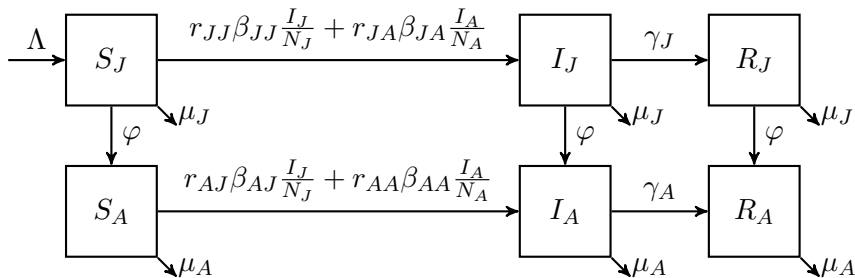 Λ S_J r_{JJ}β_{JJ} \frac{I_J}{N_J} + r_{JA}β_{JA} \frac{I_A}{N_A} I_J γ_J R_J
μ_J μ_J μ_J
φ φ φ
S_A r_{AJ}β_{AJ} \frac{I_J}{N_J} + r_{AA}β_{AA} \frac{I_A}{N_A} I_A γ_A R_A
μ_A μ_A μ_A